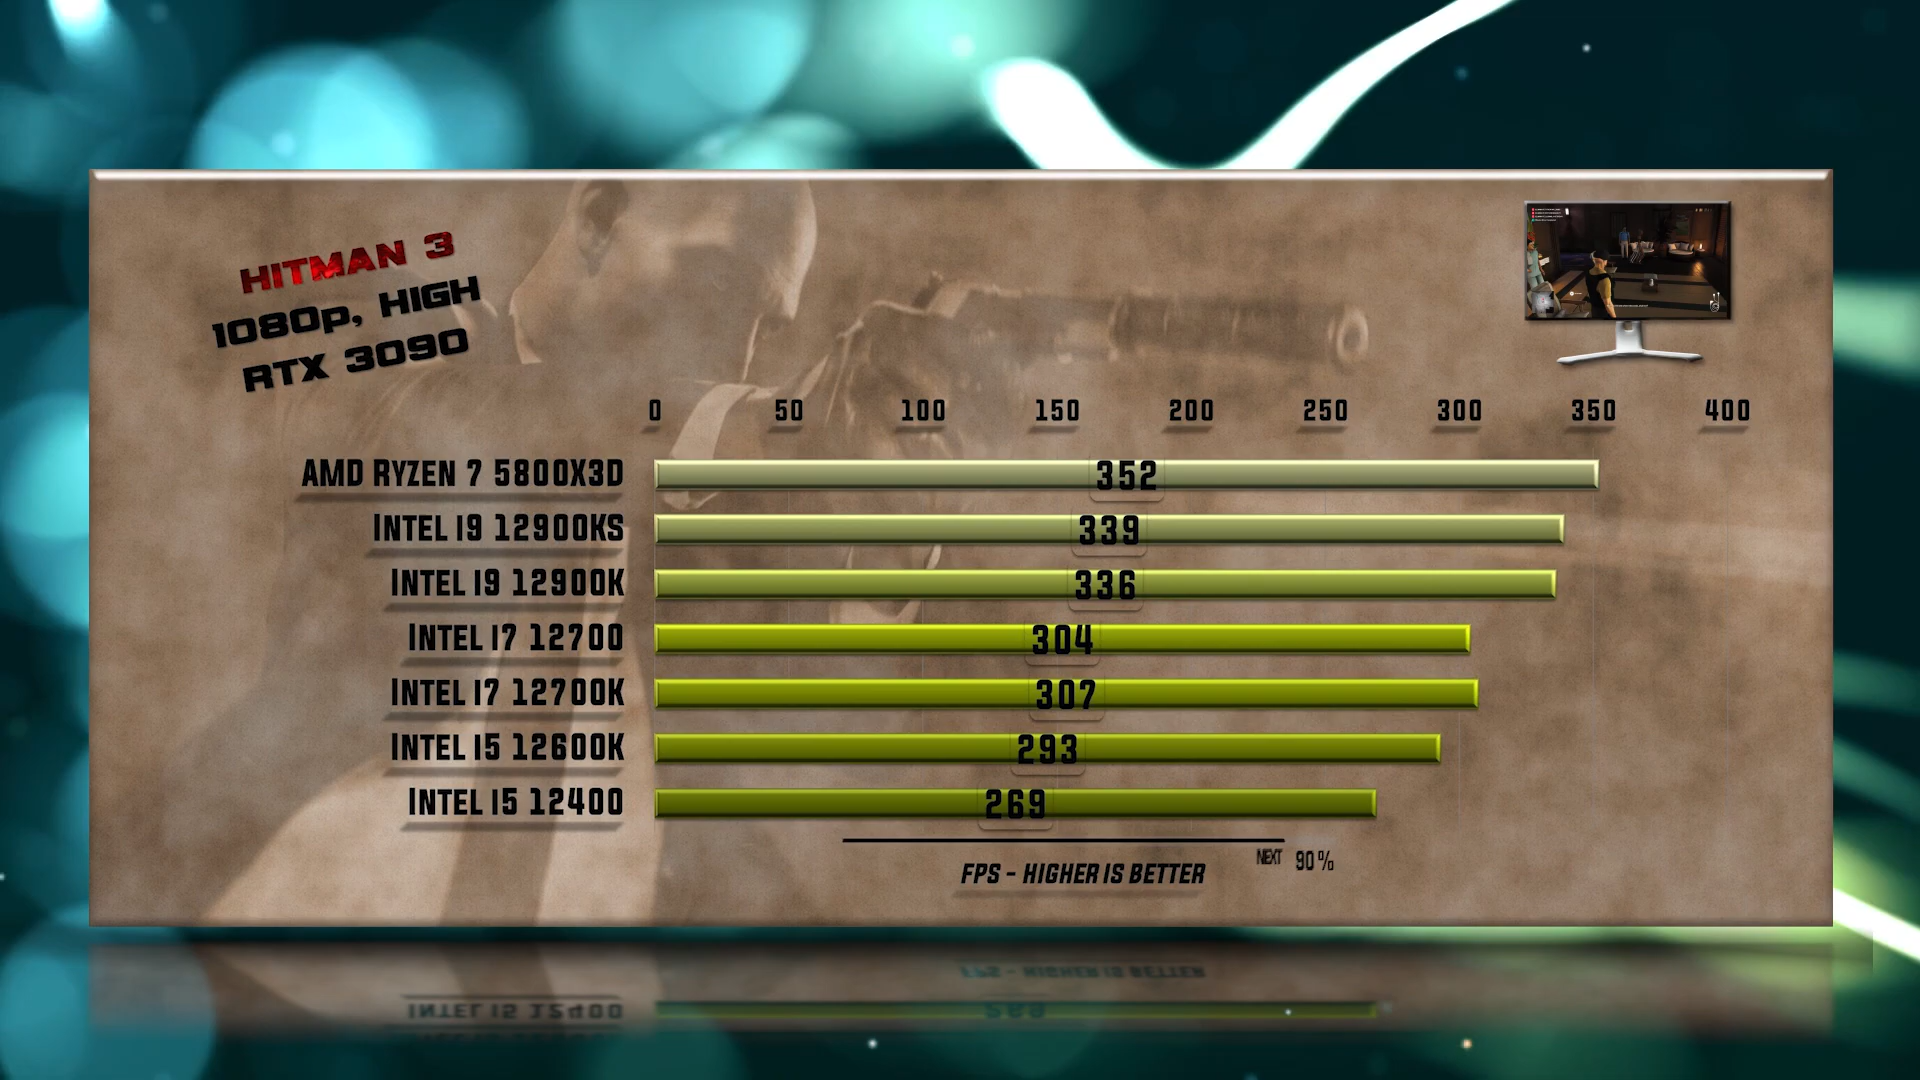 HITMAN 3
1080p, HIGH
RTX 3090
0 50 100 150 200 250 300 350 400
AMD RYZEN 7 5800X3D 352
INTEL I9 12900KS 339
INTEL I9 12900K 336
INTEL I7 12700 304
INTEL I7 12700K 307
INTEL I5 12600K 293
INTEL I5 12400 269
NEXT 90%
FPS - HIGHER IS BETTER